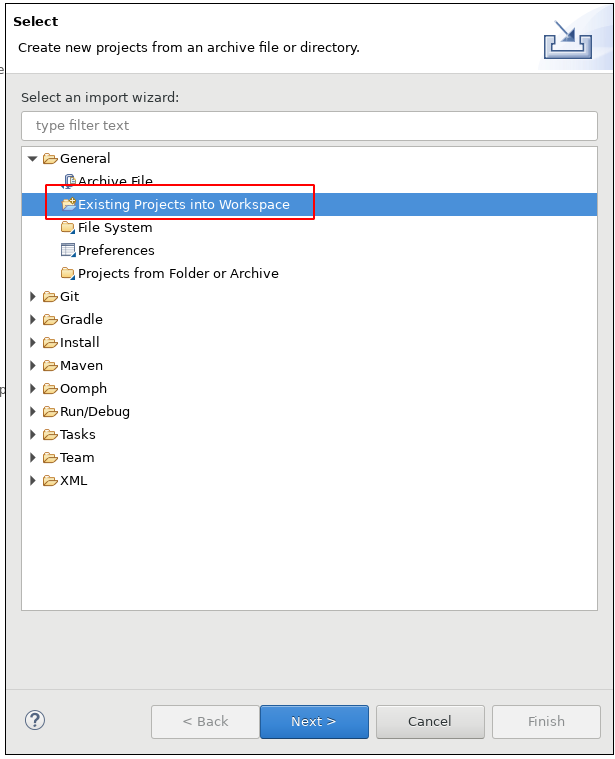 Select
Create new projects from an archive file or directory.
Select an import wizard:
type filter text
General
Archive File
Existing Projects into Workspace
File System
Preferences
Projects from Folder or Archive
Git
Gradle
Install
Maven
Oomph
Run/Debug
Tasks
Team
XML
? < Back Next > Cancel Finish